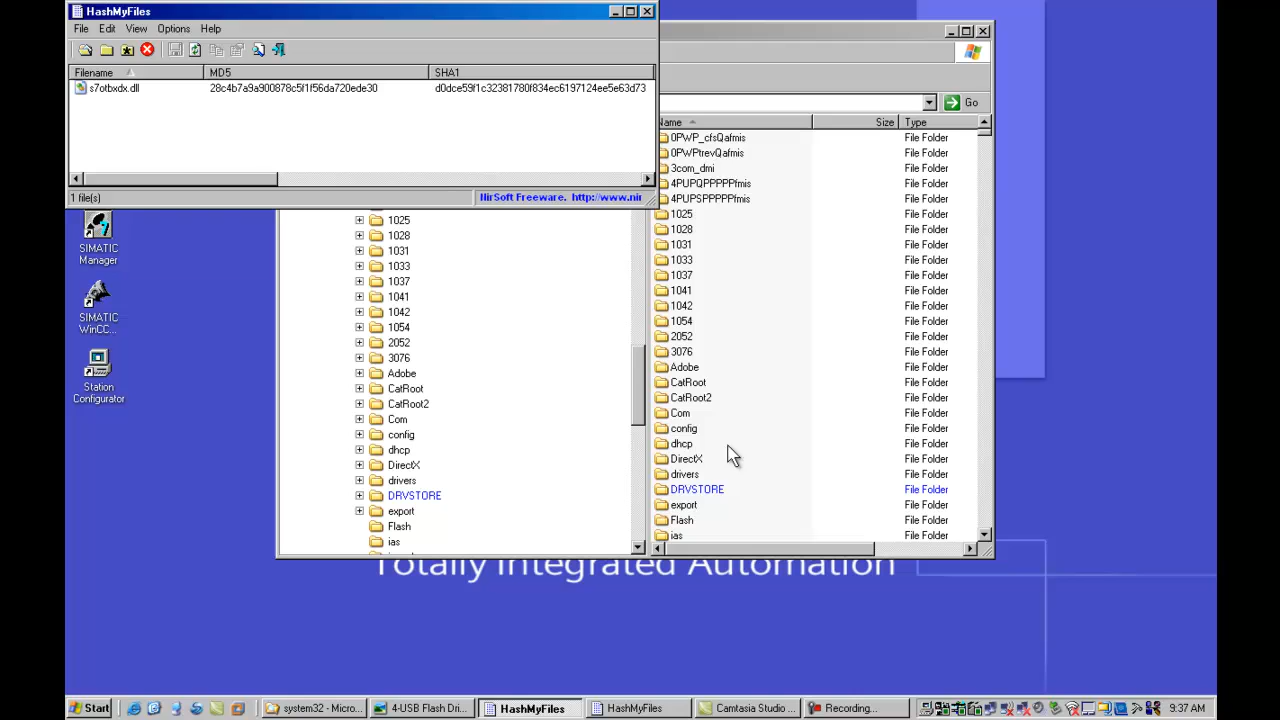 HashMyFiles
File Edit View Options Help
Filename MD5 SHA1
s7otbxdx.dll 28c4b7a9a900878c5f1f56da720ede30 d0dce59f1c32381780f834ec6197124ee5e63d73
1 file(s) NirSoft Freeware. http://www.nir
Go
Name Size Type
0PWP_cfsQafmis File Folder
0PWPtrevQafmis File Folder
3com_dmi File Folder
4PUPQPPPPPfmis File Folder
4PUPSPPPPPfmis File Folder
1025 File Folder
1028 File Folder
1031 File Folder
1033 File Folder
1037 File Folder
1041 File Folder
1042 File Folder
1054 File Folder
2052 File Folder
3076 File Folder
Adobe File Folder
CatRoot File Folder
CatRoot2 File Folder
Com File Folder
config File Folder
dhcp File Folder
DirectX File Folder
drivers File Folder
DRVSTORE File Folder
export File Folder
Flash File Folder
ias File Folder
1025
1028
1031
1033
1037
1041
1042
1054
2052
3076
Adobe
CatRoot
CatRoot2
Com
config
dhcp
DirectX
drivers
DRVSTORE
export
Flash
ias
SIMATIC
Manager
SIMATIC
WinCC...
Station
Configurator
Totally Integrated Automation
Start system32 - Micro... 4-USB Flash Dri... HashMyFiles HashMyFiles Camtasia Studio ... Recording... 9:37 AM